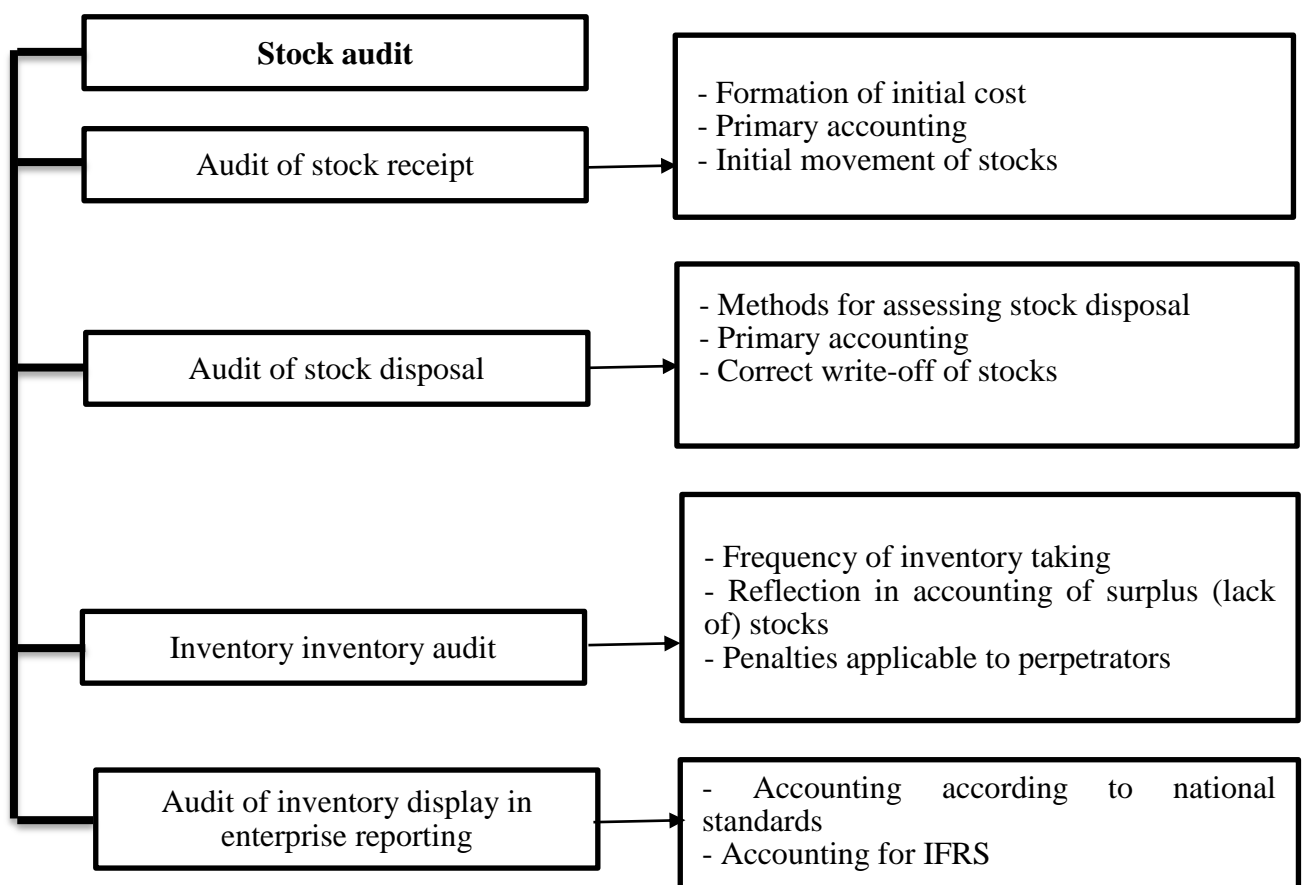 Stock audit
Audit of stock receipt
- Formation of initial cost
- Primary accounting
- Initial movement of stocks
Audit of stock disposal
- Methods for assessing stock disposal
- Primary accounting
- Correct write-off of stocks
Inventory inventory audit
- Frequency of inventory taking
- Reflection in accounting of surplus (lack
of) stocks
- Penalties applicable to perpetrators
Audit of inventory display in
enterprise reporting
- Accounting according to national
standards
- Accounting for IFRS